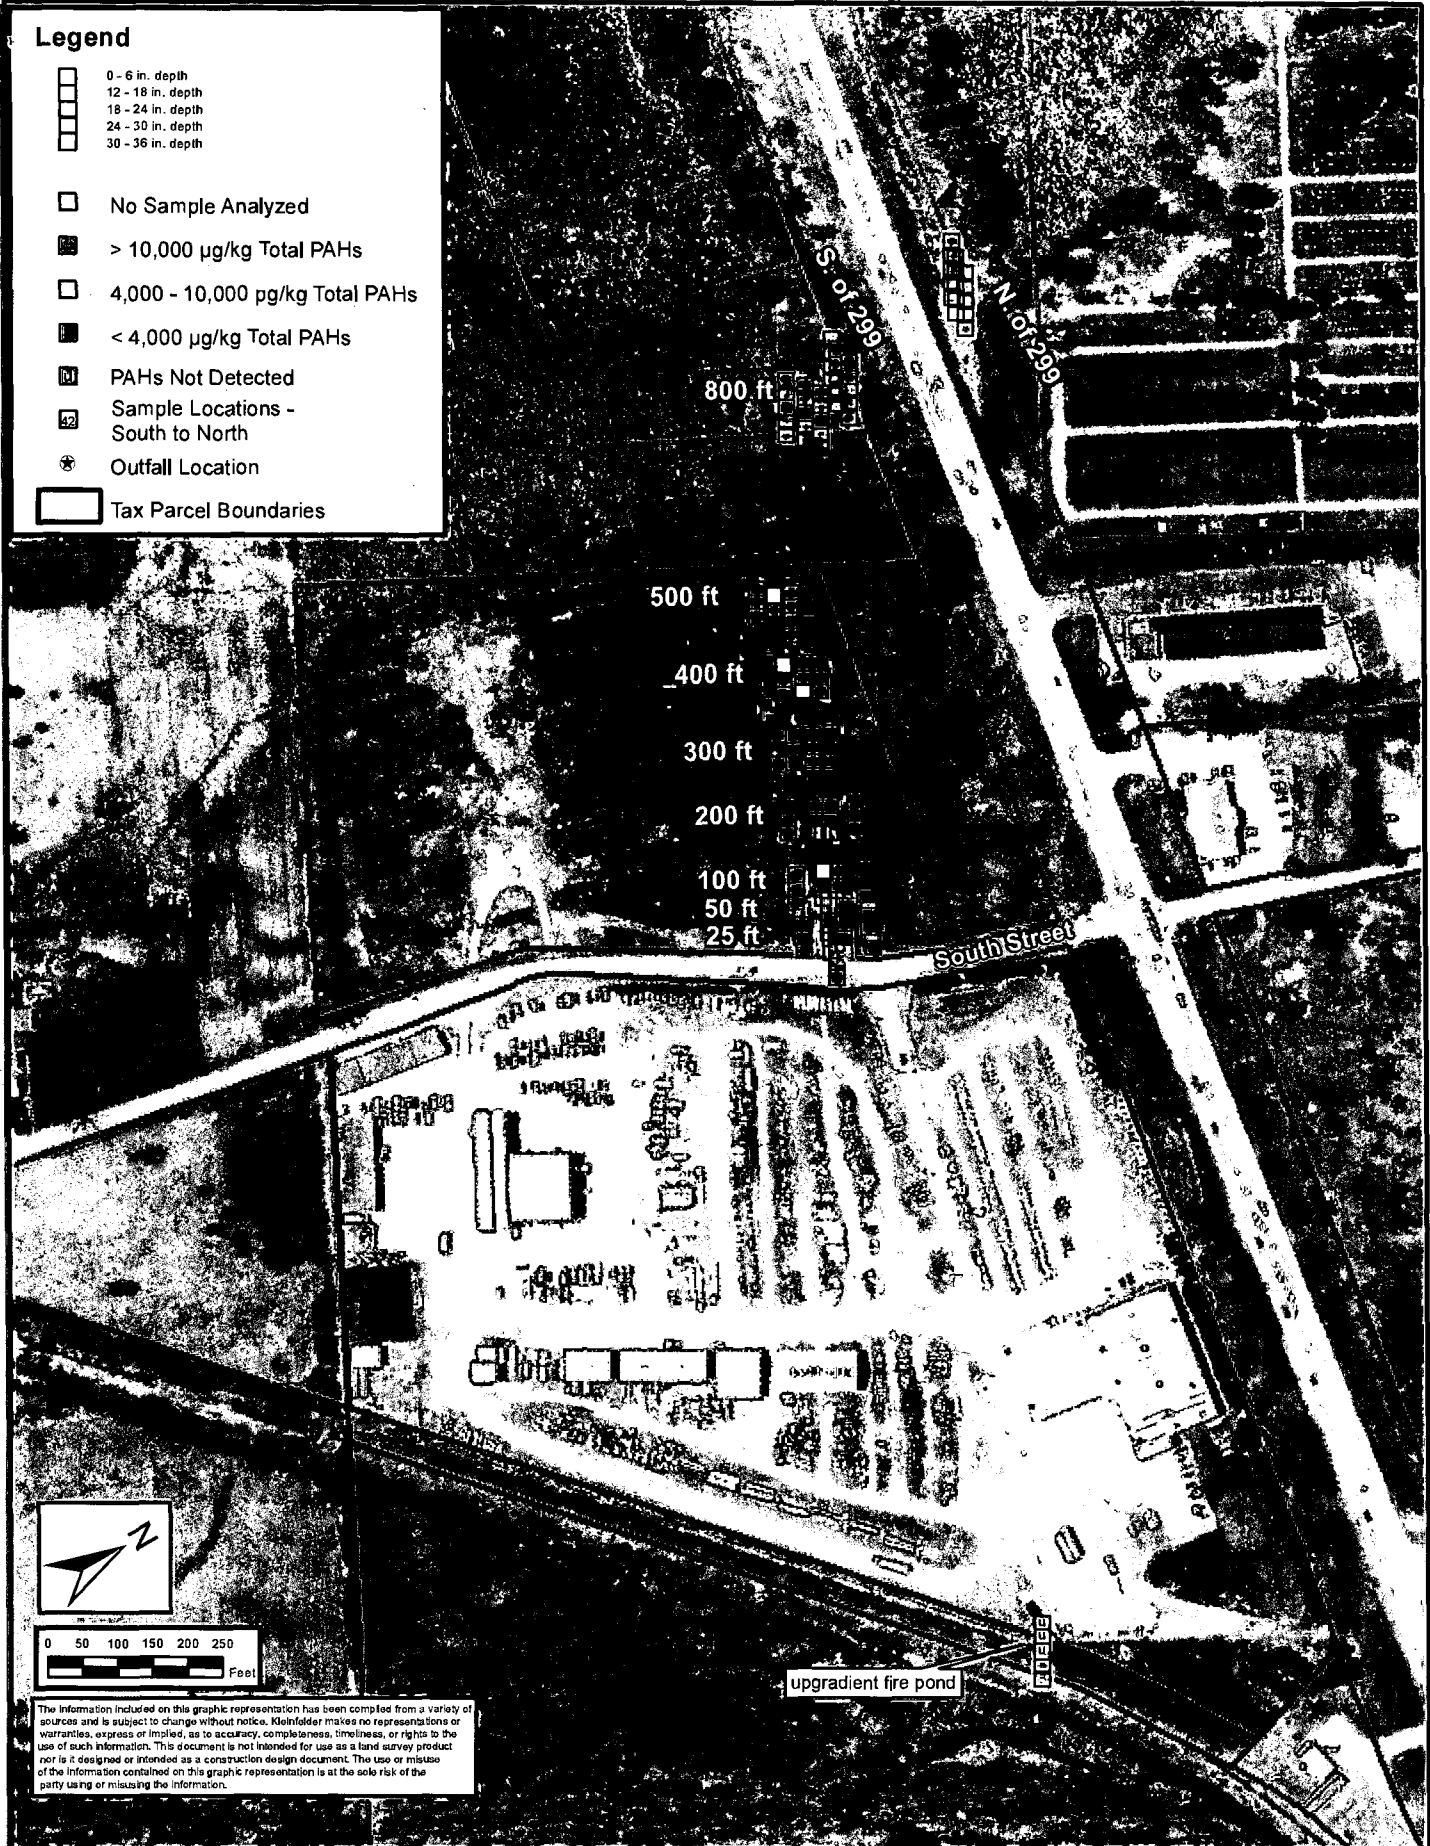 Legend
0 - 6 in. depth
12 - 18 in. depth
18 - 24 in. depth
24 - 30 in. depth
30 - 36 in. depth
No Sample Analyzed
> 10,000 µg/kg Total PAHs
4,000 - 10,000 pg/kg Total PAHs
< 4,000 µg/kg Total PAHs
PAHs Not Detected
42
Sample Locations -
South to North
Outfall Location
Tax Parcel Boundaries
S. of 299
N. of 299
800 ft
500 ft
400 ft
300 ft
200 ft
100 ft
50 ft
25 ft
South Street
upgradient fire pond
N
0 50 100 150 200 250
Feet
The information included on this graphic representation has been compiled from a variety of
sources and is subject to change without notice. Kleinfelder makes no representations or
warranties, express or implied, as to accuracy, completeness, timeliness, or rights to the
use of such information. This document is not intended for use as a land survey product
nor is it designed or intended as a construction design document. The use or misuse
of the information contained on this graphic representation is at the sole risk of the
party using or misusing the information.